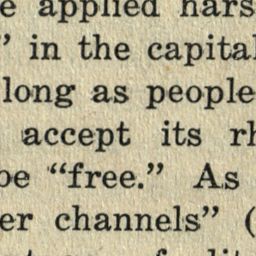 e applied hars
” in the capital
long as people
accept its rh
be “free.” As
er channels” (